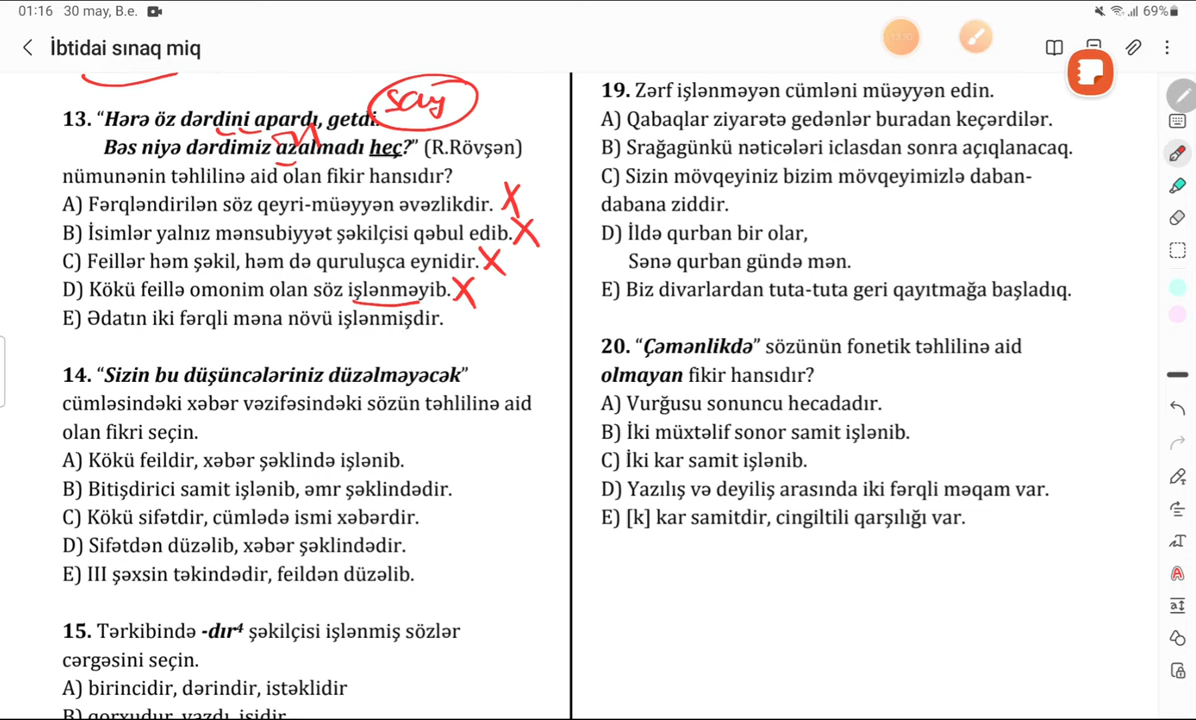 01:16 30 may, B.e.
69%
İbtidai sınaq miq
13. “Hərə öz dərdini apardı, getdi.
say
Bəs niyə dərdimiz azalmadı heç?” (R.Rövşən)
nümunənin təhlilinə aid olan fikir hansıdır?
A) Fərqləndirilən söz qeyri-müəyyən əvəzlikdir.
B) İsimlər yalnız mənsubiyyət şəkilçisi qəbul edib.
C) Feillər həm şəkil, həm də quruluşca eynidir.
D) Kökü feillə omonim olan söz işlənməyib.
E) Ədatın iki fərqli məna növü işlənmişdir.
14. “Sizin bu düşüncələriniz düzəlməyəcək”
cümləsindəki xəbər vəzifəsindəki sözün təhlilinə aid
olan fikri seçin.
A) Kökü feildir, xəbər şəklində işlənib.
B) Bitişdirici samit işlənib, əmr şəklindədir.
C) Kökü sifətdir, cümlədə ismi xəbərdir.
D) Sifətdən düzəlib, xəbər şəklindədir.
E) III şəxsin təkindədir, feildən düzəlib.
15. Tərkibində -dır⁴ şəkilçisi işlənmiş sözlər
cərgəsini seçin.
A) birincidir, dərindir, istəklidir
B) qorxudur, yazdı, isidir
19. Zərf işlənməyən cümləni müəyyən edin.
A) Qabaqlar ziyarətə gedənlər buradan keçərdilər.
B) Srağagünkü nəticələri iclasdan sonra açıqlanacaq.
C) Sizin mövqeyiniz bizim mövqeyimizlə daban-
dabana ziddir.
D) İldə qurban bir olar,
Sənə qurban gündə mən.
E) Biz divarlardan tuta-tuta geri qayıtmağa başladıq.
20. “Çəmənlikdə” sözünün fonetik təhlilinə aid
olmayan fikir hansıdır?
A) Vurğusu sonuncu hecadadır.
B) İki müxtəlif sonor samit işlənib.
C) İki kar samit işlənib.
D) Yazılış və deyiliş arasında iki fərqli məqam var.
E) [k] kar samitdir, cingiltili qarşılığı var.